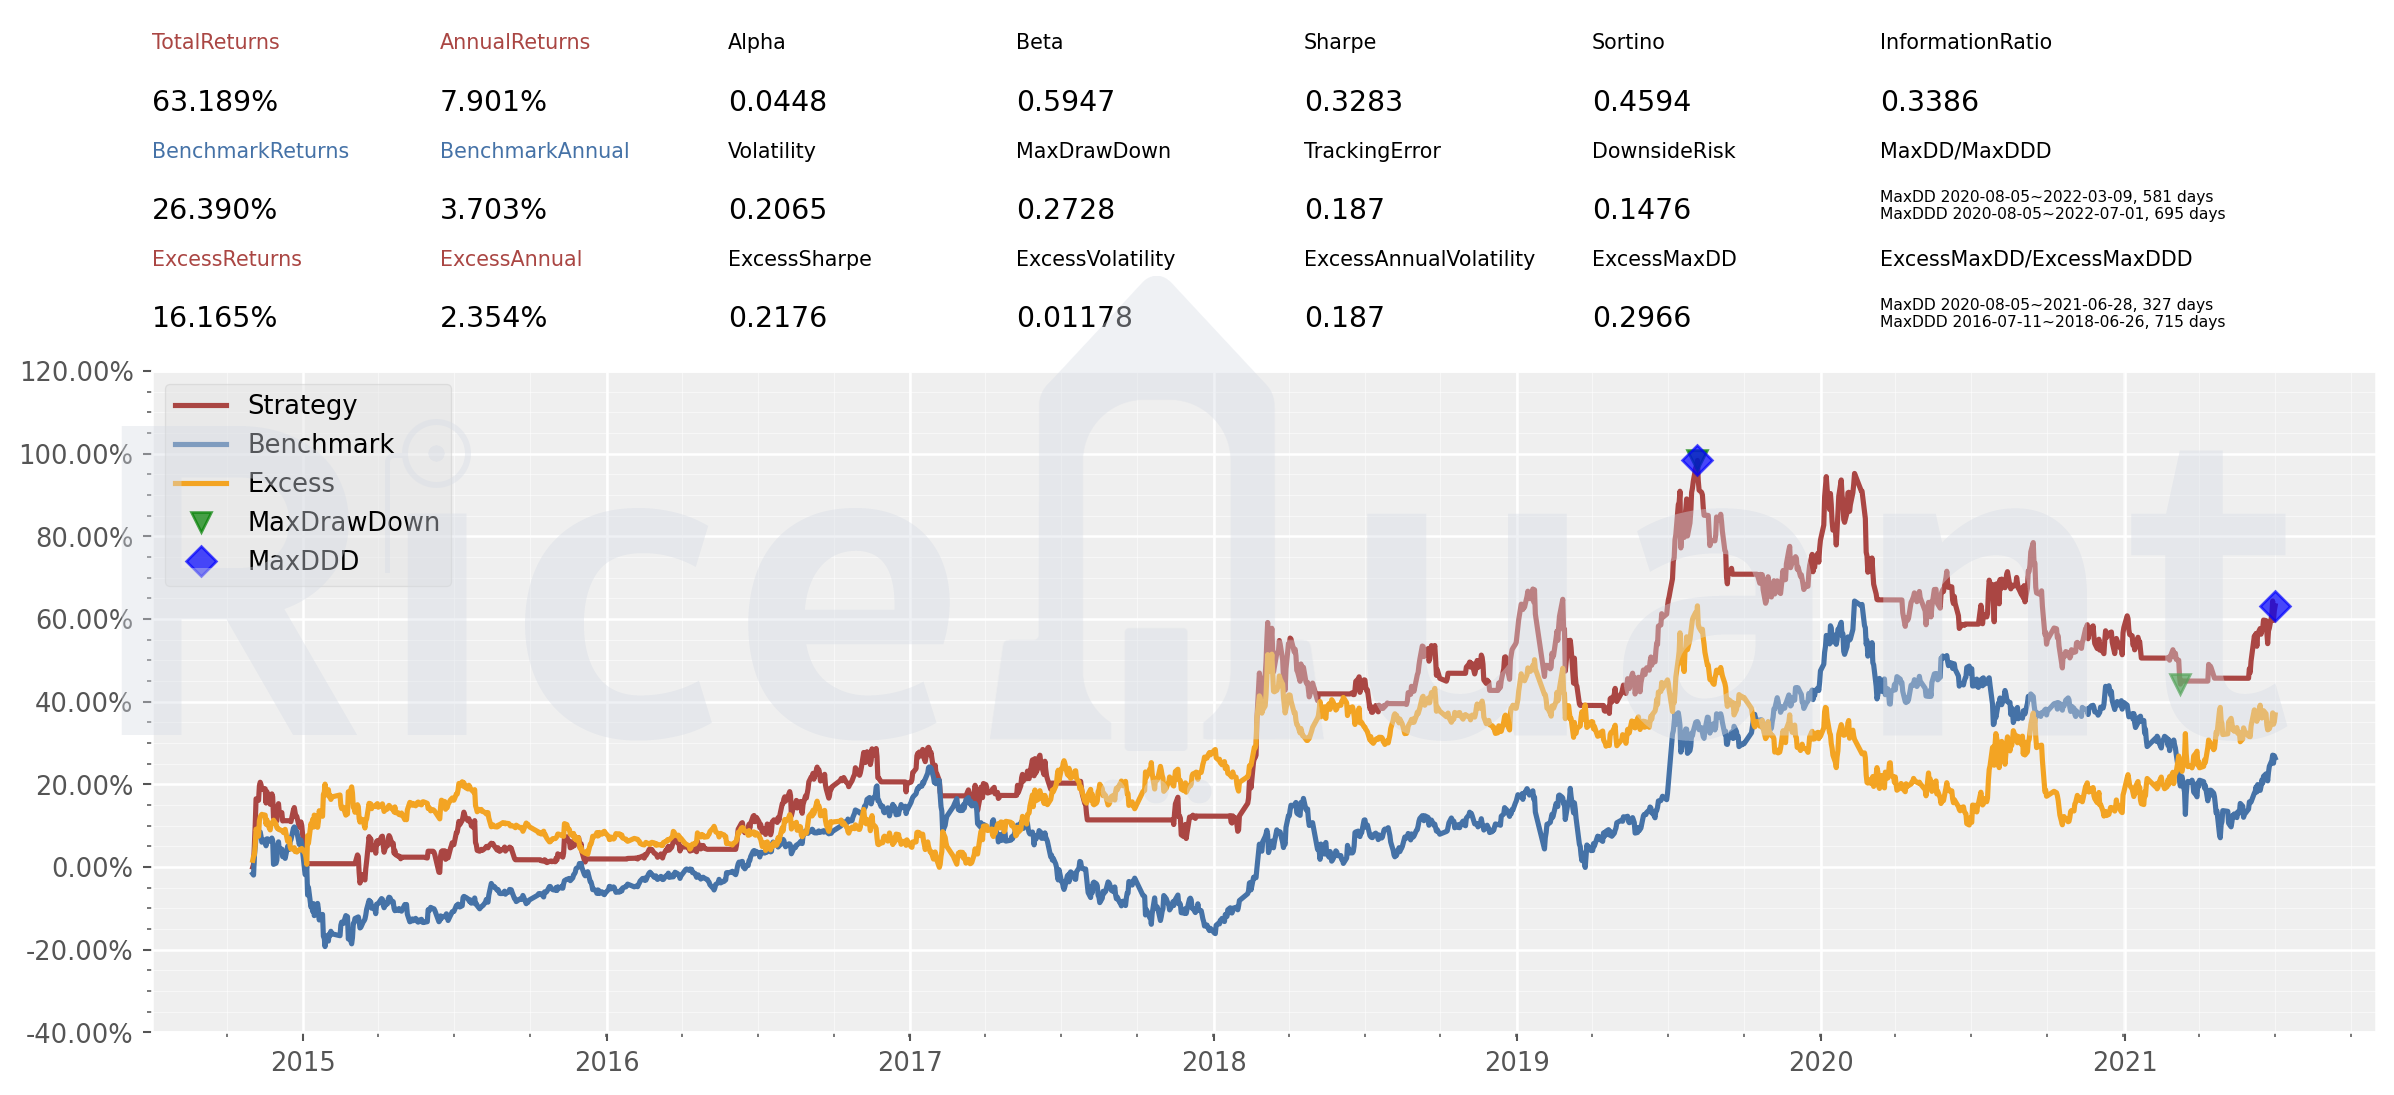 TotalReturns AnnualReturns Alpha Beta Sharpe Sortino InformationRatio
63.189% 7.901% 0.0448 0.5947 0.3283 0.4594 0.3386
BenchmarkReturns BenchmarkAnnual Volatility MaxDrawDown TrackingError DownsideRisk MaxDD/MaxDDD
26.390% 3.703% 0.2065 0.2728 0.187 0.1476 MaxDD 2020-08-05~2022-03-09, 581 days
MaxDDD 2020-08-05~2022-07-01, 695 days
ExcessReturns ExcessAnnual ExcessSharpe ExcessVolatility ExcessAnnualVolatility ExcessMaxDD ExcessMaxDD/ExcessMaxDDD
16.165% 2.354% 0.2176 0.01178 0.187 0.2966 MaxDD 2020-08-05~2021-06-28, 327 days
MaxDDD 2016-07-11~2018-06-26, 715 days
120.00%
Strategy
Benchmark
100.00%
Excess
MaxDrawDown
80.00%
MaxDDD
Ricequant
60.00%
40.00%
20.00%
0.00%
-20.00%
-40.00%
2015 2016 2017 2018 2019 2020 2021